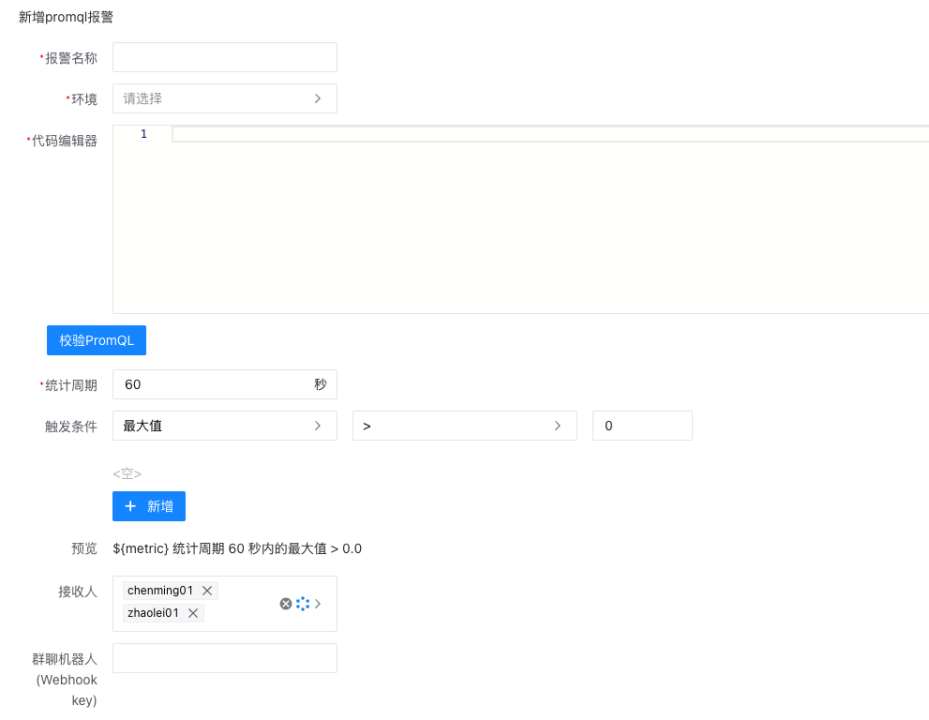 新增promql报警
*报警名称
*环境 请选择
*代码编辑器 1
校验PromQL
*统计周期 60 秒
触发条件 最大值 > 0
<空>
+ 新增
预览 ${metric} 统计周期 60 秒内的最大值 > 0.0
接收人 chenming01
zhaolei01
群聊机器人
(Webhook
key)